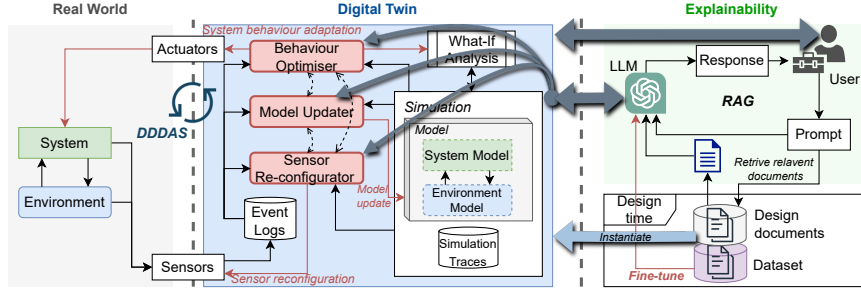 Real World
Digital Twin
Explainability
System behaviour adaptation
Actuators
Behaviour
Optimiser
What-If
Analysis
LLM
Response
User
RAG
DDDAS
Model Updater
Simulation
Model
System Model
Environment
Model
Prompt
System
Environment
Sensor
Re-configurator
Model
update
Retrive relavent
documents
Event
Logs
Simulation
Traces
Design
time
Design
documents
Instantiate
Sensors
Sensor reconfiguration
Fine-tune
Dataset